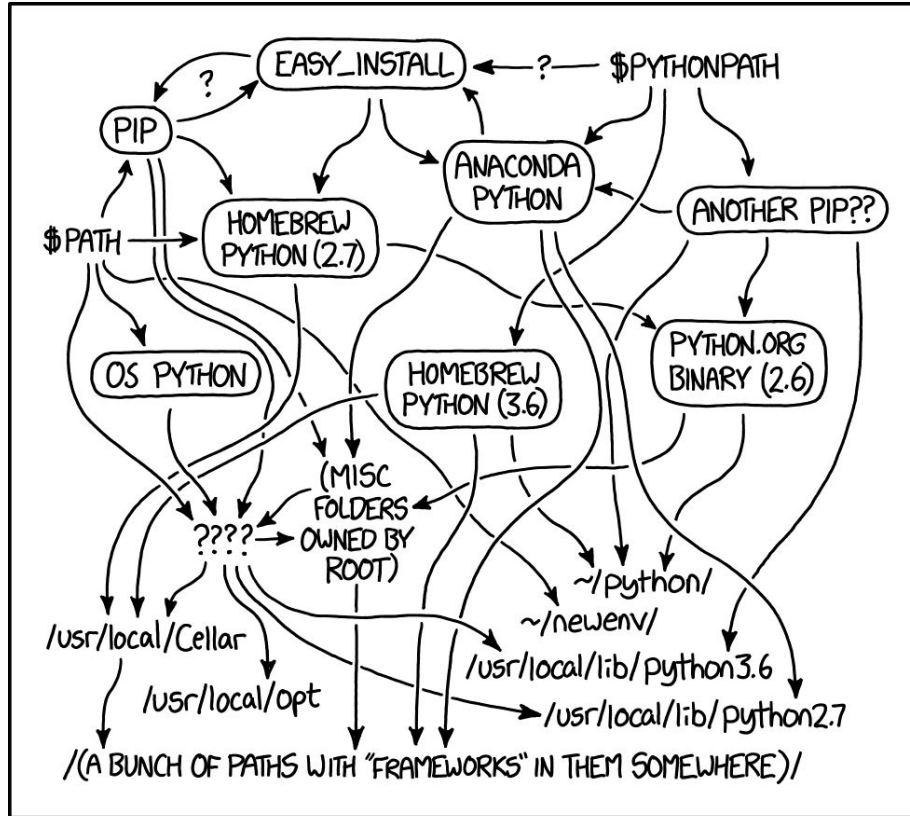 EASY_INSTALL
?
$PYTHONPATH
?
PIP
ANACONDA
PYTHON
ANOTHER PIP??
HOMEBREW
PYTHON (2.7)
$PATH
OS PYTHON
HOMEBREW
PYTHON (3.6)
PYTHON.ORG
BINARY (2.6)
(MISC
FOLDERS
OWNED BY
ROOT)
????
~/python/
~/newenv/
/usr/local/Cellar
/usr/local/lib/python3.6
/usr/local/opt
/usr/local/lib/python2.7
/(A BUNCH OF PATHS WITH "FRAMEWORKS" IN THEM SOMEWHERE)/